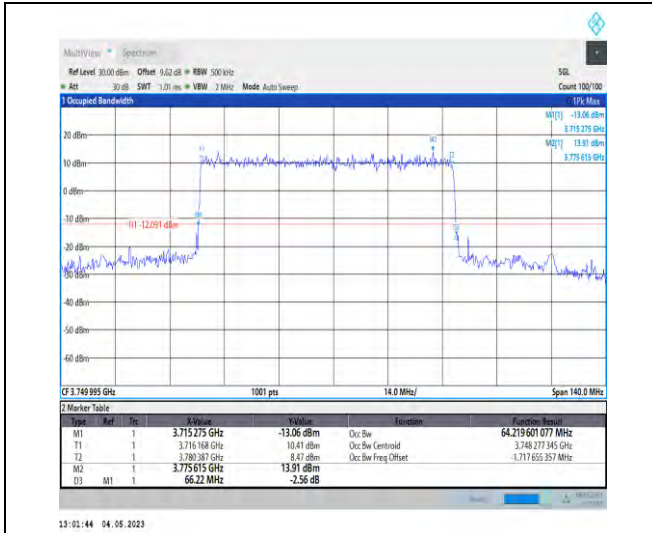 MultiView Spectrum
Ref Level 30.00 dBm Offset 9.62 dB RBW 500 kHz SGL
Att 30 dB SWT 1.01 ms VBW 2 MHz Mode Auto Sweep Count 100/100
1 Occupied Bandwidth 1Pk Max
M1[1] -13.06 dBm
3.715 275 GHz
M2[1] 13.91 dBm
3.775 615 GHz
20 dBm
10 dBm
0 dBm
-10 dBm
H1 -12.091 dBm
-20 dBm
-30 dBm
-40 dBm
-50 dBm
-60 dBm
M2
T2
CF 3.749 995 GHz 1001 pts 14.0 MHz/ Span 140.0 MHz
2 Marker Table
Type Ref Trc X-Value Y-Value Function Function Result
M1 1 3.715 275 GHz -13.06 dBm Occ Bw 64.219 601 077 MHz
T1 1 3.716 168 GHz 10.41 dBm Occ Bw Centroid 3.748 277 345 GHz
T2 1 3.780 387 GHz 8.47 dBm Occ Bw Freq Offset -1.717 655 357 MHz
M2 1 3.775 615 GHz 13.91 dBm
D3 M1 1 66.22 MHz -2.56 dB
13:01:44 04.05.2023